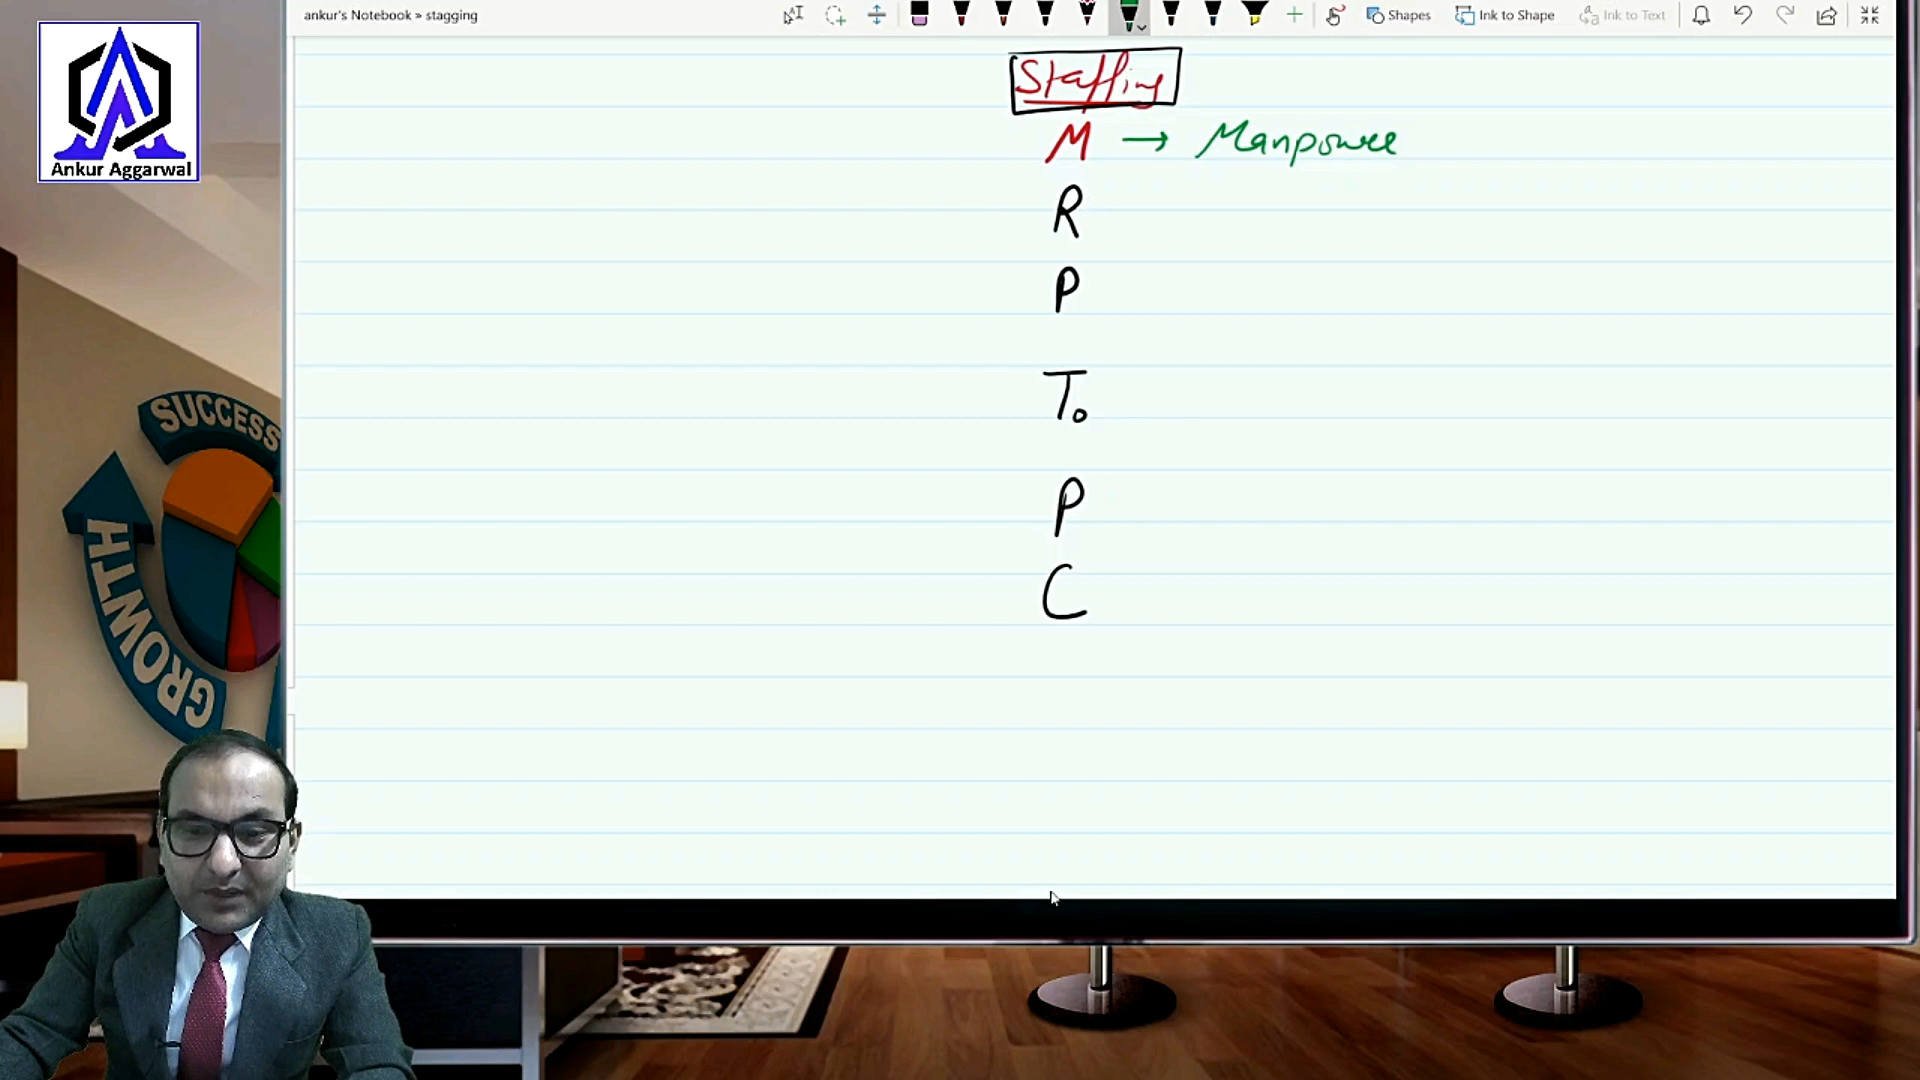 ankur's Notebook » stagging
Shapes
Ink to Shape
Ink to Text
Ankur Aggarwal
Staffing
M → Manpower
R
P
To
P
C
SUCCESS
GROWTH